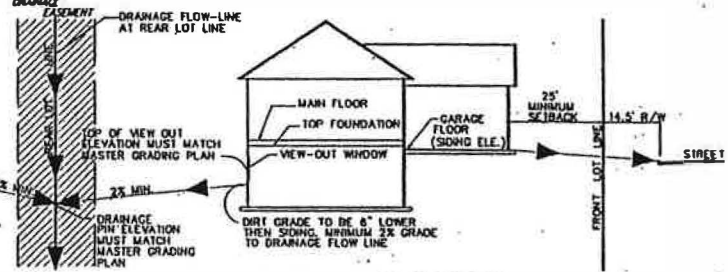 EASEMENT
DRAINAGE FLOW-LINE
AT REAR LOT LINE
REAR LOT LINE
LINE
MAIN FLOOR
TOP FOUNDATION
VIEW-OUT WINDOW
TOP OF VIEW OUT
ELEVATION MUST MATCH
MASTER GRADING PLAN
GARAGE
FLOOR
(SIDING ELE.)
25'
MINIMUM
SETBACK
14.5' R/W
STREET
FRONT LOT LINE
% MIN.
2% MIN.
DRAINAGE
PIN ELEVATION
MUST MATCH
MASTER GRADING
PLAN
DIRT GRADE TO BE 6" LOWER
THEN SIDING. MINIMUM 2% GRADE
TO DRAINAGE FLOW LINE